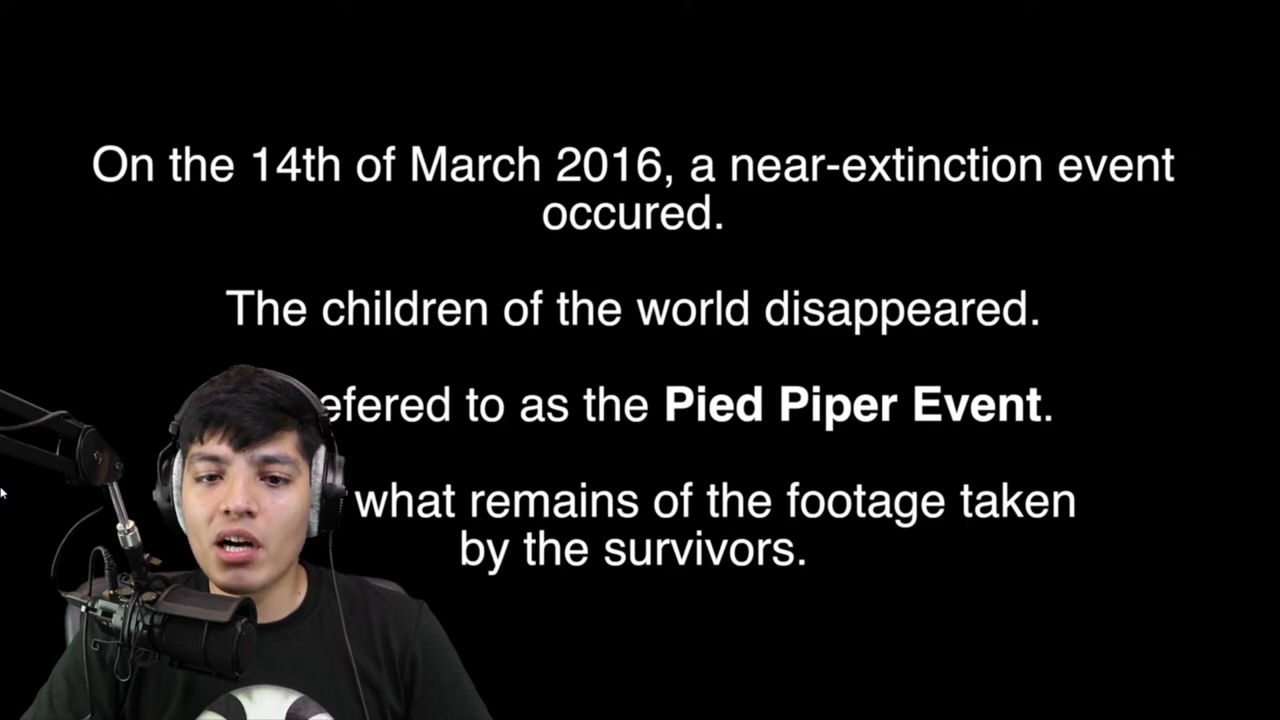 On the 14th of March 2016, a near-extinction event
occured.
The children of the world disappeared.
efered to as the Pied Piper Event.
what remains of the footage taken
by the survivors.